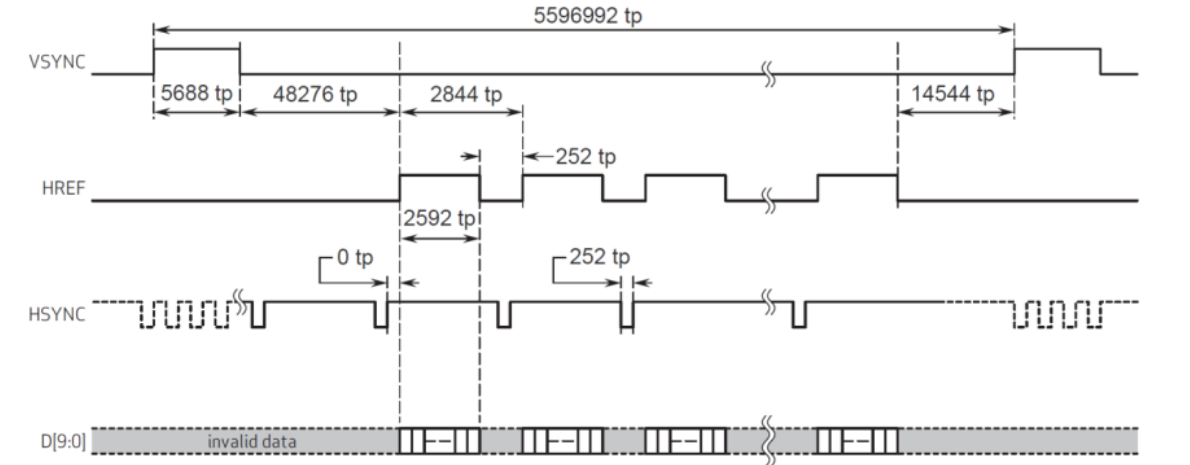 5596992 tp
VSYNC
5688 tp
48276 tp
2844 tp
14544 tp
252 tp
HREF
2592 tp
0 tp
252 tp
HSYNC
D[9:0]
invalid data